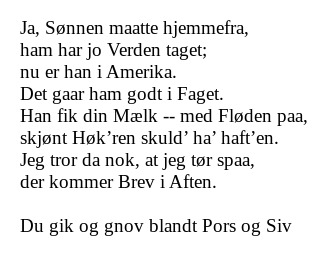 Ja, Sønnen maatte hjemmefra,
ham har jo Verden taget;
nu er han i Amerika.
Det gaar ham godt i Faget.
Han fik din Mælk -- med Fløden paa,
skjønt Høk’ren skuld’ ha’ haft’en.
Jeg tror da nok, at jeg tør spaa,
der kommer Brev i Aften.

Du gik og gnov blandt Pors og Siv